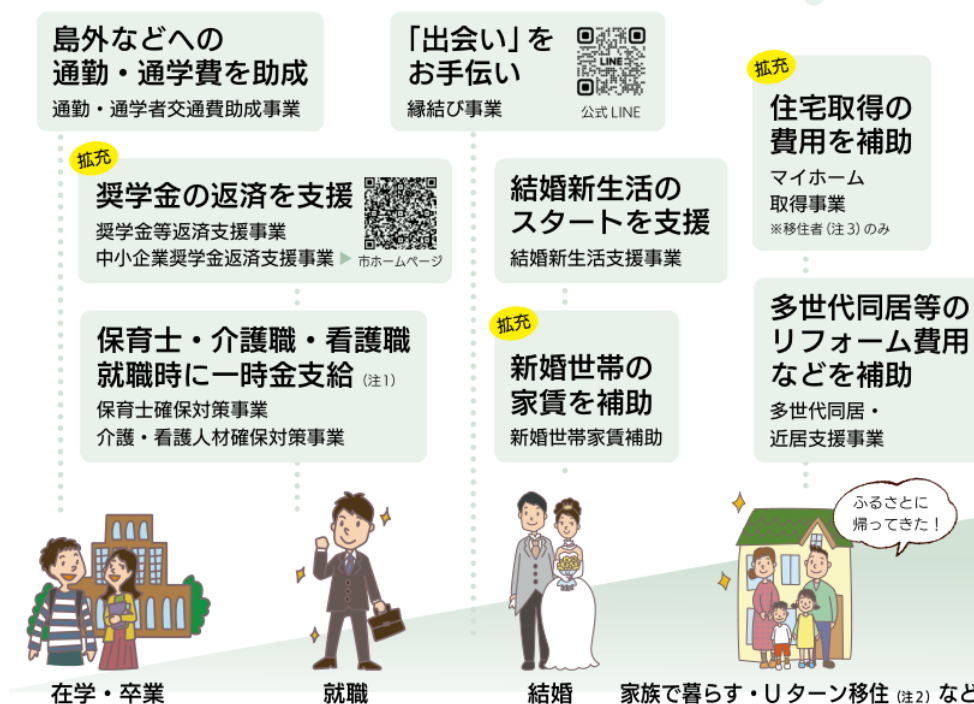 島外などへの
通勤・通学費を助成
通勤・通学者交通費助成事業
「出会い」を
お手伝い
縁結び事業
LINE
公式 LINE
拡充
住宅取得の
費用を補助
マイホーム
取得事業
※移住者(注3)のみ
拡充
奨学金の返済を支援
奨学金等返済支援事業
中小企業奨学金返済支援事業 ▶ 市ホームページ
結婚新生活の
スタートを支援
結婚新生活支援事業
保育士・介護職・看護職
就職時に一時金支給 (注1)
保育士確保対策事業
介護・看護人材確保対策事業
拡充
新婚世帯の
家賃を補助
新婚世帯家賃補助
多世代同居等の
リフォーム費用
などを補助
多世代同居・
近居支援事業
ふるさとに
帰ってきた!
在学・卒業
就職
結婚
家族で暮らす・Uターン移住 (注2) など